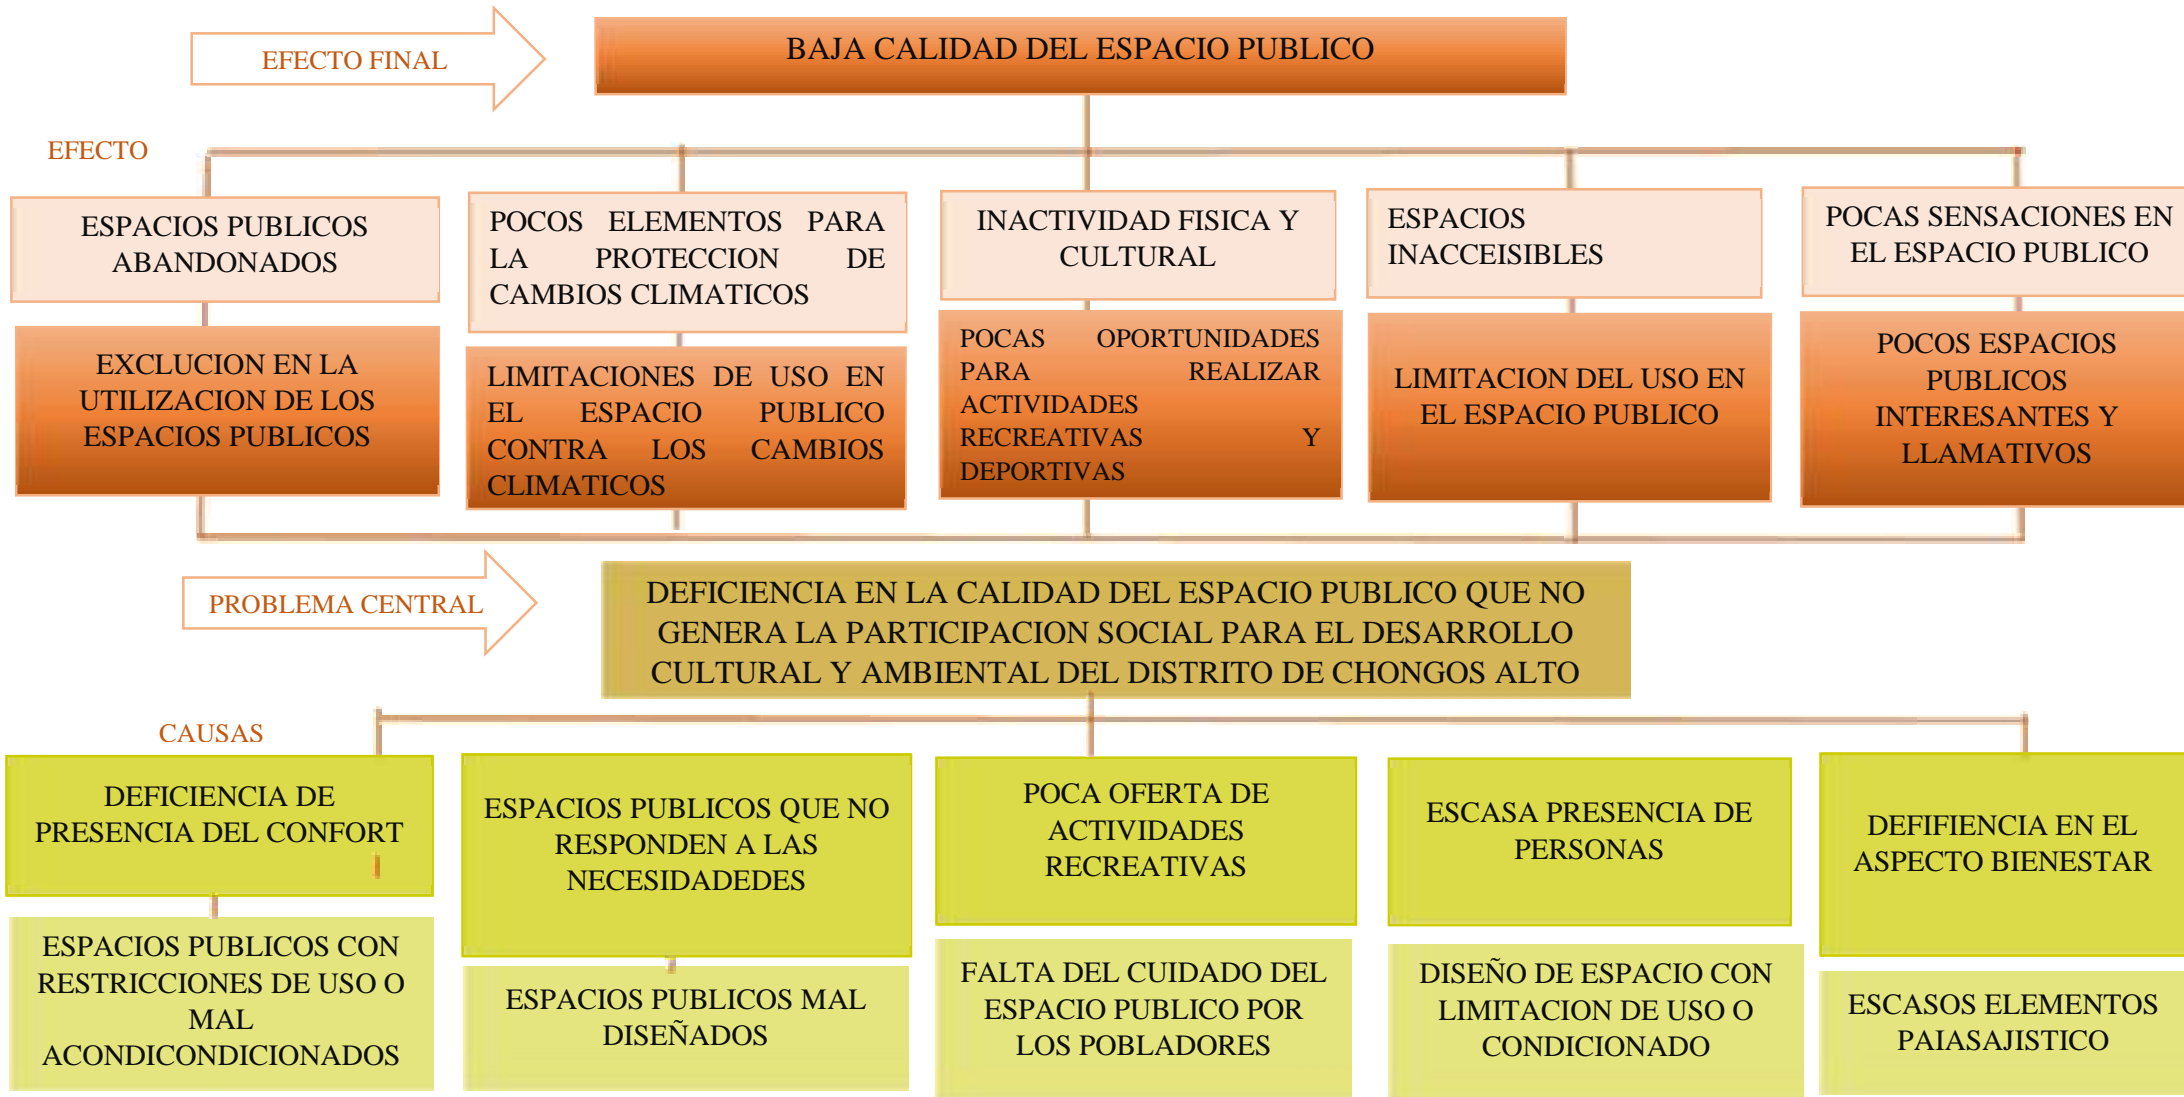 EFECTO FINAL
BAJA CALIDAD DEL ESPACIO PUBLICO
EFECTO
ESPACIOS PUBLICOS
ABANDONADOS
POCOS ELEMENTOS PARA
LA PROTECCION DE
CAMBIOS CLIMATICOS
INACTIVIDAD FISICA Y
CULTURAL
ESPACIOS
INACCEISIBLES
POCAS SENSACIONES EN
EL ESPACIO PUBLICO
EXCLUCION EN LA
UTILIZACION DE LOS
ESPACIOS PUBLICOS
LIMITACIONES DE USO EN
EL ESPACIO PUBLICO
CONTRA LOS CAMBIOS
CLIMATICOS
POCAS OPORTUNIDADES
PARA REALIZAR
ACTIVIDADES
RECREATIVAS Y
DEPORTIVAS
LIMITACION DEL USO EN
EL ESPACIO PUBLICO
POCOS ESPACIOS
PUBLICOS
INTERESANTES Y
LLAMATIVOS
PROBLEMA CENTRAL
DEFICIENCIA EN LA CALIDAD DEL ESPACIO PUBLICO QUE NO
GENERA LA PARTICIPACION SOCIAL PARA EL DESARROLLO
CULTURAL Y AMBIENTAL DEL DISTRITO DE CHONGOS ALTO
CAUSAS
DEFICIENCIA DE
PRESENCIA DEL CONFORT
ESPACIOS PUBLICOS QUE NO
RESPONDEN A LAS
NECESIDADEDES
POCA OFERTA DE
ACTIVIDADES
RECREATIVAS
ESCASA PRESENCIA DE
PERSONAS
DEFIFIENCIA EN EL
ASPECTO BIENESTAR
ESPACIOS PUBLICOS CON
RESTRICCIONES DE USO O
MAL
ACONDICONDICIONADOS
ESPACIOS PUBLICOS MAL
DISEÑADOS
FALTA DEL CUIDADO DEL
ESPACIO PUBLICO POR
LOS POBLADORES
DISEÑO DE ESPACIO CON
LIMITACION DE USO O
CONDICIONADO
ESCASOS ELEMENTOS
PAIASAJISTICO